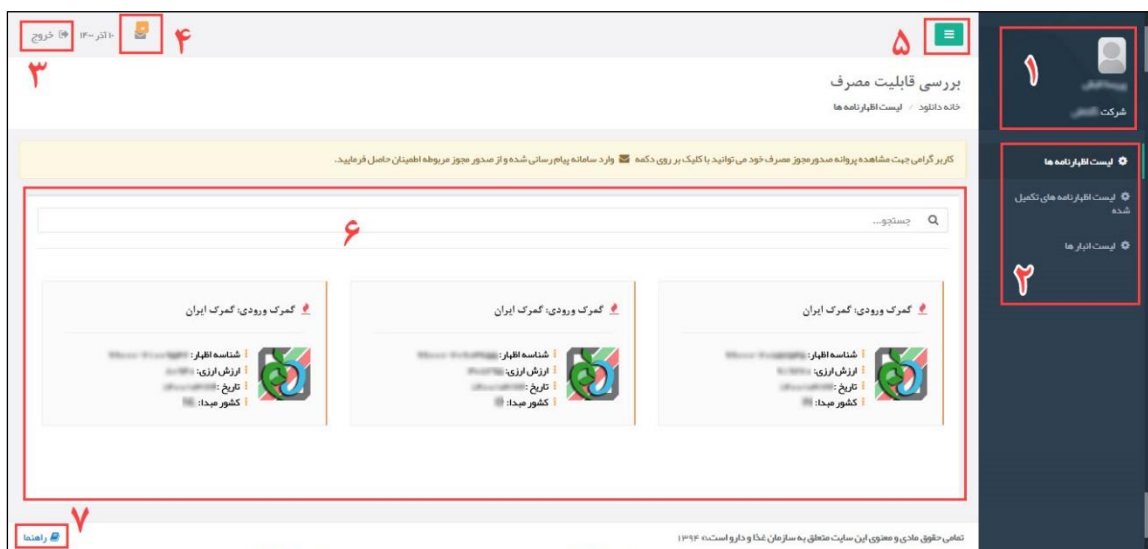 ۱
شرکت
۲
لیست اظهارنامه ها
لیست اظهارنامه های تکمیل
شده
لیست انبار ها
۵
۴
۱۰ آذر ۱۴۰۰
خروج
۳
بررسی قابلیت مصرف
خانه دانلود / لیست اظهارنامه ها
کاربر گرامی جهت مشاهده پروانه صدور مجوز مصرف خود می توانید با کلیک بر روی دکمه وارد سامانه پیام رسانی شده و از صدور مجوز مربوطه اطمینان حاصل فرمایید.
جستجو...
۶
گمرک ورودی: گمرک ایران
شناسه اظهار:
ارزش ارزی:
تاریخ :
کشور مبدا:
گمرک ورودی: گمرک ایران
شناسه اظهار:
ارزش ارزی:
تاریخ :
کشور مبدا:
گمرک ورودی: گمرک ایران
شناسه اظهار:
ارزش ارزی:
تاریخ :
کشور مبدا:
۷
تمامی حقوق مادی و معنوی این سایت متعلق به سازمان غذا و دارو است.© ۱۳۹۴
راهنما